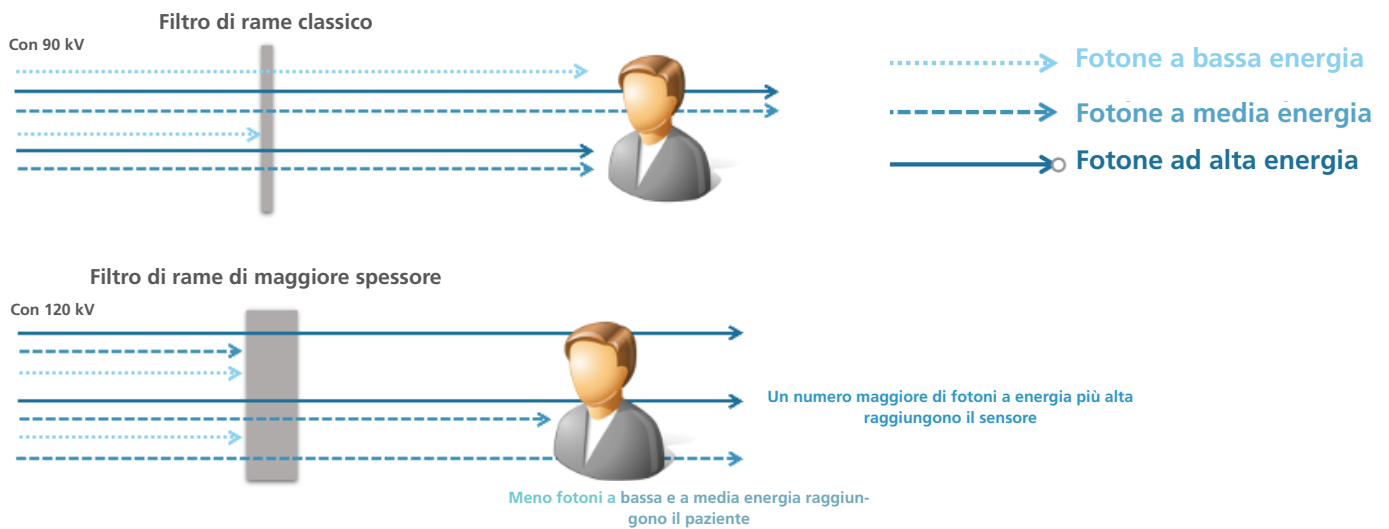 Filtro di rame classico
Con 90 kV
Fotone a bassa energia
Fotone a media energia
Fotone ad alta energia
Filtro di rame di maggiore spessore
Con 120 kV
Un numero maggiore di fotoni a energia più alta
raggiungono il sensore
Meno fotoni a bassa e a media energia raggiun-
gono il paziente